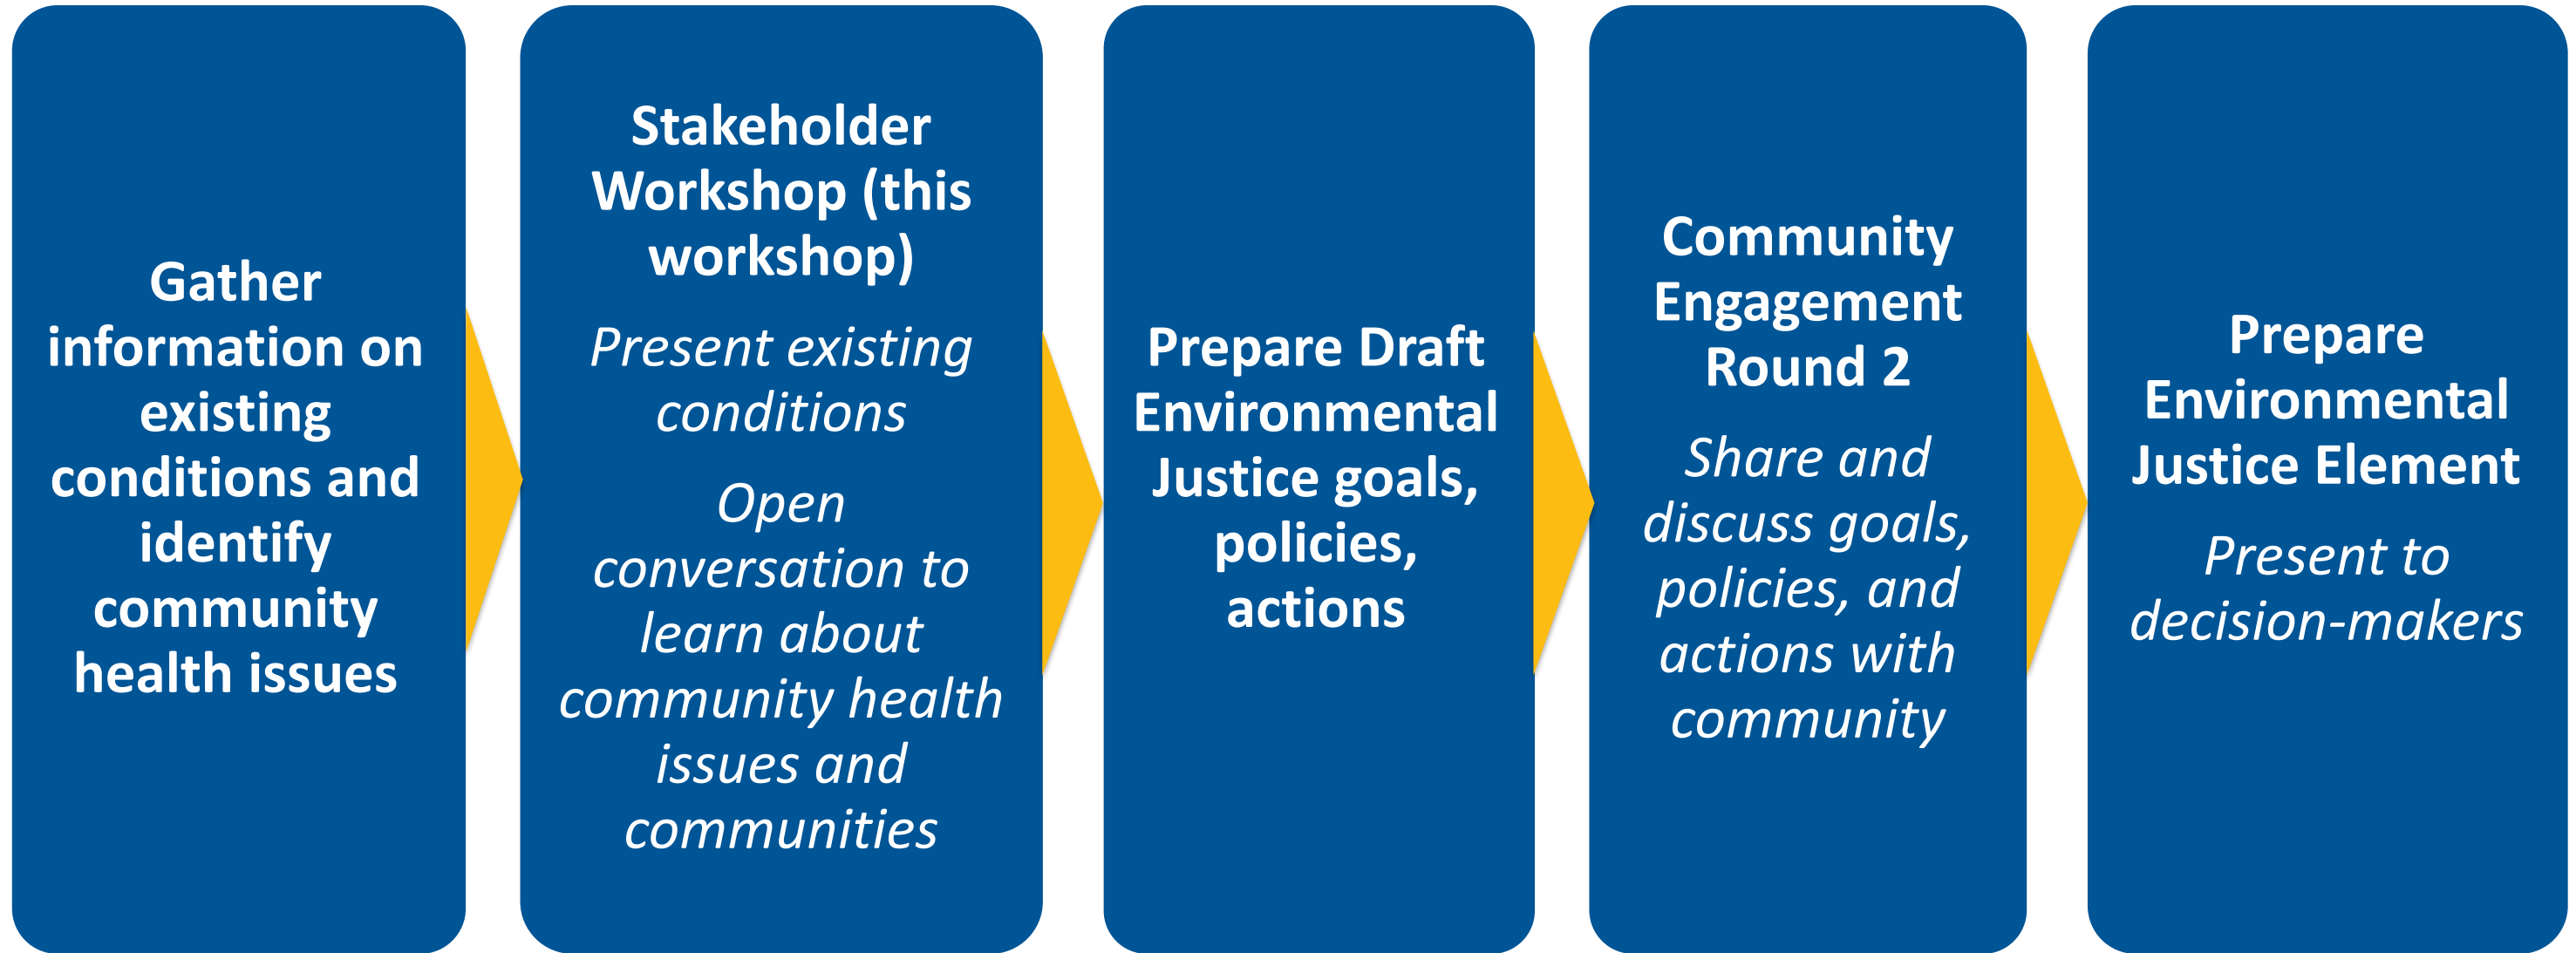 Gather
information on
existing
conditions and
identify
community
health issues
Stakeholder
Workshop (this
workshop)
Present existing
conditions
Open
conversation to
learn about
community health
issues and
communities
Prepare Draft
Environmental
Justice goals,
policies,
actions
Community
Engagement
Round 2
Share and
discuss goals,
policies, and
actions with
community
Prepare
Environmental
Justice Element
Present to
decision-makers